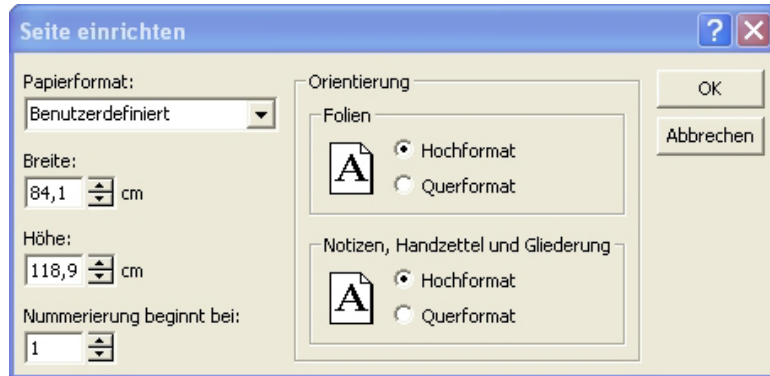 Seite einrichten
Papierformat:
Benutzerdefiniert
Breite:
84,1 cm
Höhe:
118,9 cm
Nummerierung beginnt bei:
1
Orientierung
Folien
A
Hochformat
Querformat
Notizen, Handzettel und Gliederung
A
Hochformat
Querformat
OK
Abbrechen